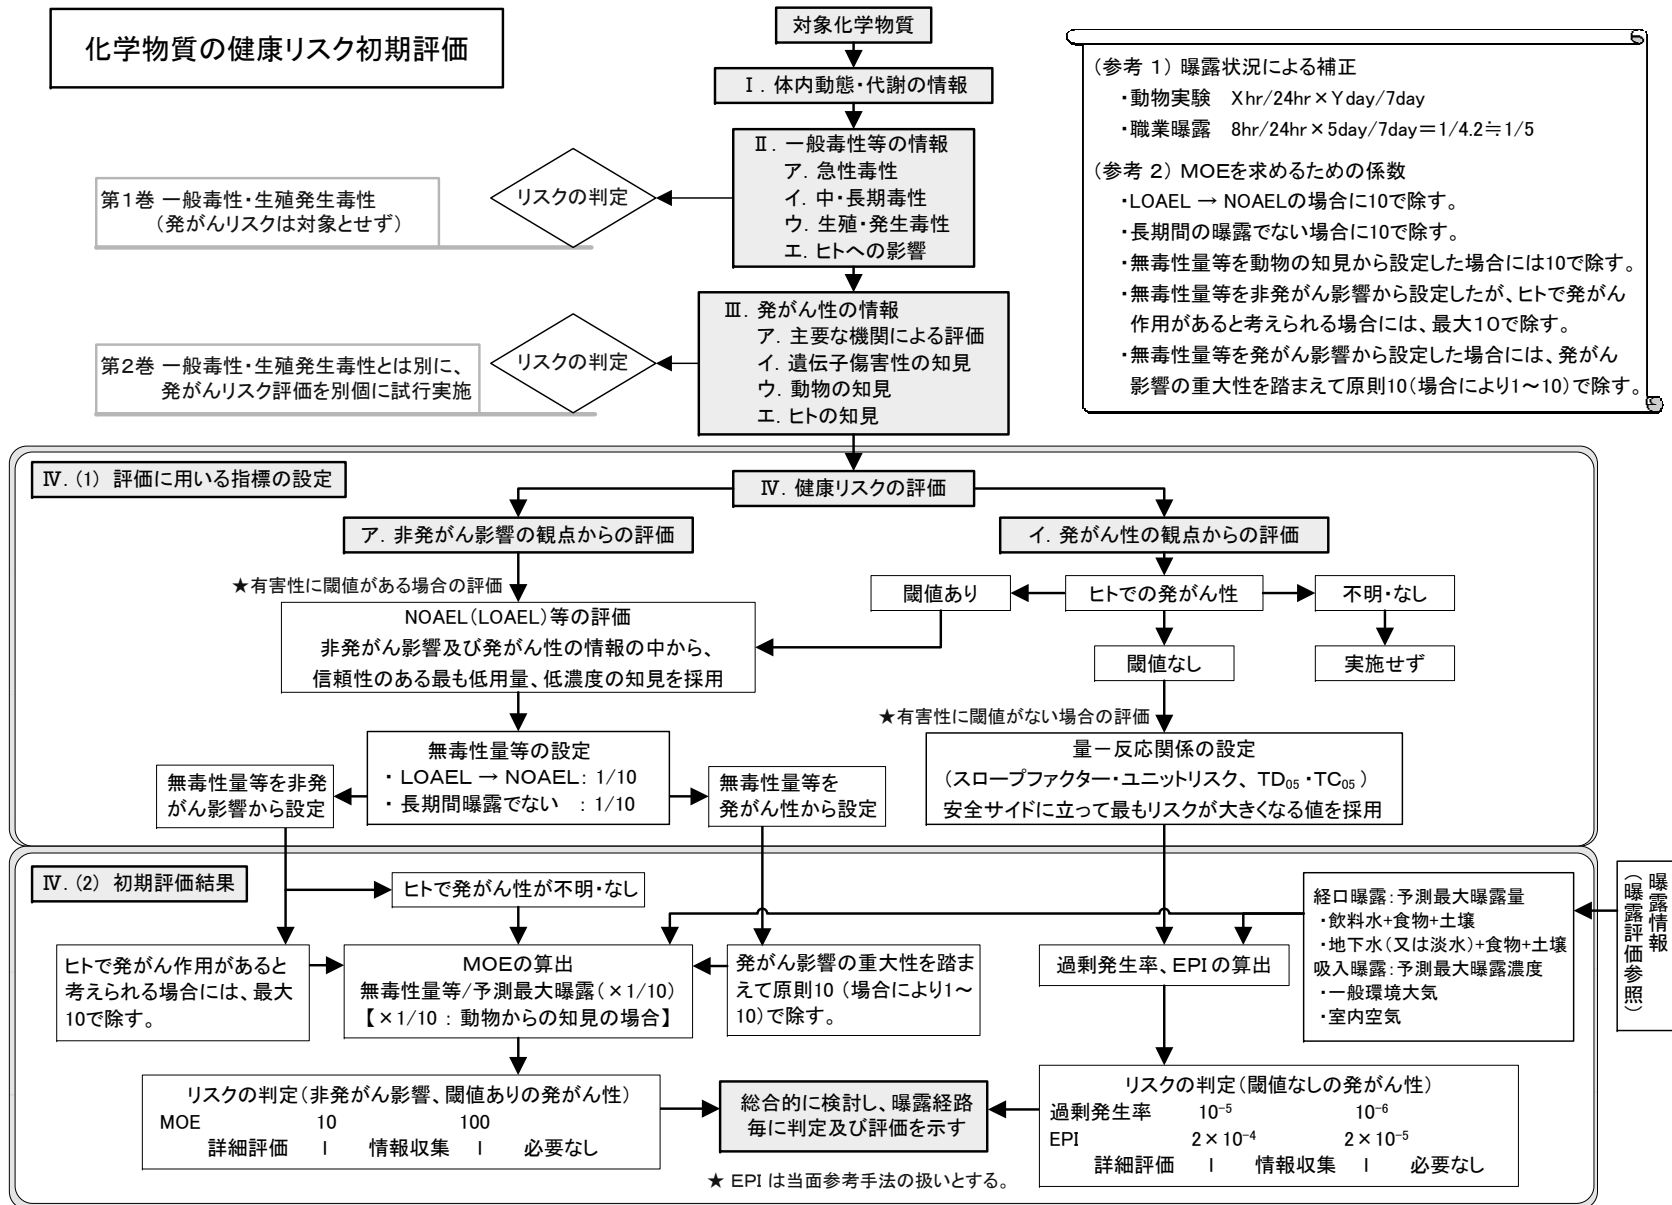 化学物質の健康リスク初期評価
対象化学物質
Ⅰ. 体内動態・代謝の情報
Ⅱ. 一般毒性等の情報
ア. 急性毒性
イ. 中・長期毒性
ウ. 生殖・発生毒性
エ. ヒトへの影響
リスクの判定
第1巻 一般毒性・生殖発生毒性
(発がんリスクは対象とせず)
Ⅲ. 発がん性の情報
ア. 主要な機関による評価
イ. 遺伝子傷害性の知見
ウ. 動物の知見
エ. ヒトの知見
リスクの判定
第2巻 一般毒性・生殖発生毒性とは別に、
発がんリスク評価を別個に試行実施
(参考 1) 曝露状況による補正
・動物実験 Xhr/24hr×Yday/7day
・職業曝露 8hr/24hr×5day/7day=1/4.2≒1/5
(参考 2) MOEを求めるための係数
・LOAEL → NOAELの場合に10で除す。
・長期間の曝露でない場合に10で除す。
・無毒性量等を動物の知見から設定した場合には10で除す。
・無毒性量等を非発がん影響から設定したが、ヒトで発がん
作用があると考えられる場合には、最大10で除す。
・無毒性量等を発がん影響から設定した場合には、発がん
影響の重大性を踏まえて原則10(場合により1~10)で除す。
Ⅳ. (1) 評価に用いる指標の設定
Ⅳ. 健康リスクの評価
ア. 非発がん影響の観点からの評価
イ. 発がん性の観点からの評価
★有害性に閾値がある場合の評価
NOAEL(LOAEL)等の評価
非発がん影響及び発がん性の情報の中から、
信頼性のある最も低用量、低濃度の知見を採用
閾値あり
ヒトでの発がん性
不明・なし
閾値なし
実施せず
★有害性に閾値がない場合の評価
無毒性量等の設定
・ LOAEL → NOAEL: 1/10
・ 長期間曝露でない : 1/10
無毒性量等を非発
がん影響から設定
無毒性量等を
発がん性から設定
量-反応関係の設定
(スロープファクター・ユニットリスク、 TD₀₅・TC₀₅ )
安全サイドに立って最もリスクが大きくなる値を採用
Ⅳ. (2) 初期評価結果
ヒトで発がん性が不明・なし
ヒトで発がん作用があると
考えられる場合には、最大
10で除す。
MOEの算出
無毒性量等/予測最大曝露(×1/10)
【×1/10 : 動物からの知見の場合】
発がん影響の重大性を踏ま
えて原則10 (場合により1~
10)で除す。
過剰発生率、EPIの算出
経口曝露:予測最大曝露量
・飲料水+食物+土壌
・地下水(又は淡水)+食物+土壌
吸入曝露:予測最大曝露濃度
・一般環境大気
・室内空気
曝露情報
(曝露評価参照)
リスクの判定(非発がん影響、閾値ありの発がん性)
MOE 10 100
詳細評価 | 情報収集 | 必要なし
総合的に検討し、曝露経路
毎に判定及び評価を示す
リスクの判定(閾値なしの発がん性)
過剰発生率 10⁻⁵ 10⁻⁶
EPI 2×10⁻⁴ 2×10⁻⁵
詳細評価 | 情報収集 | 必要なし
★ EPI は当面参考手法の扱いとする。